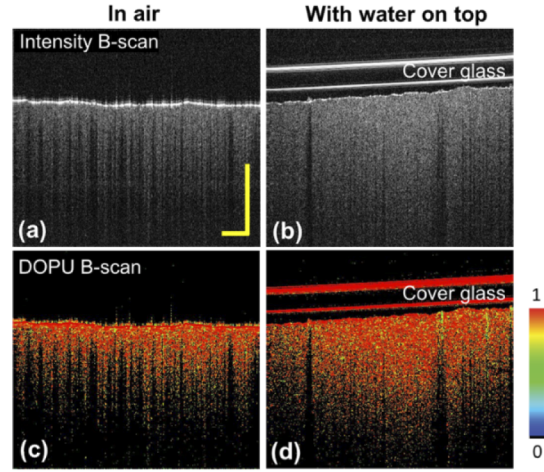 In air
With water on top
Intensity B-scan
Cover glass
(a)
(b)
DOPU B-scan
Cover glass
1
(c)
(d)
0